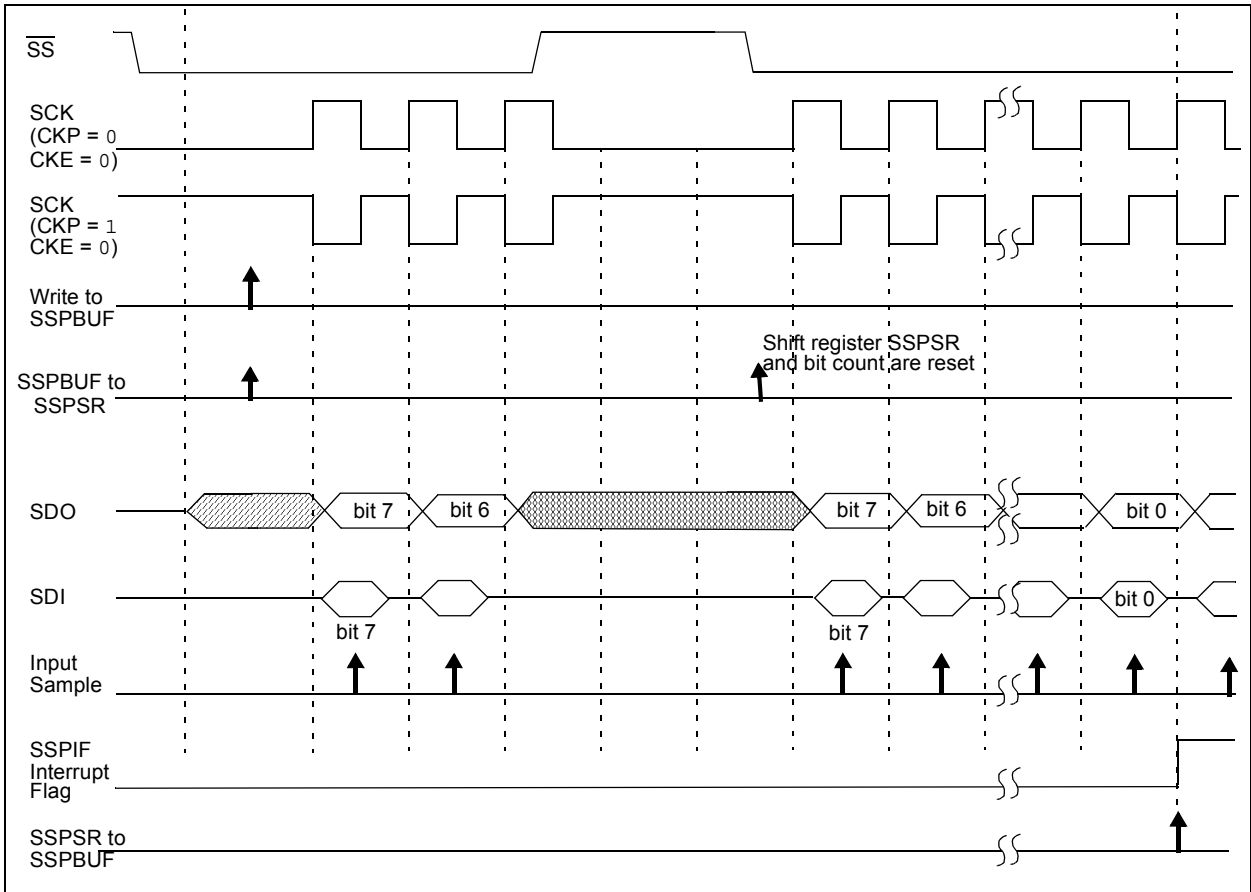 SS
SCK
(CKP = 0
CKE = 0)
SCK
(CKP = 1
CKE = 0)
Write to
SSPBUF
Shift register SSPSR
and bit count are reset
SSPBUF to
SSPSR
SDO
bit 7
bit 6
bit 7
bit 6
bit 0
SDI
bit 0
bit 7
bit 7
Input
Sample
SSPIF
Interrupt
Flag
SSPSR to
SSPBUF